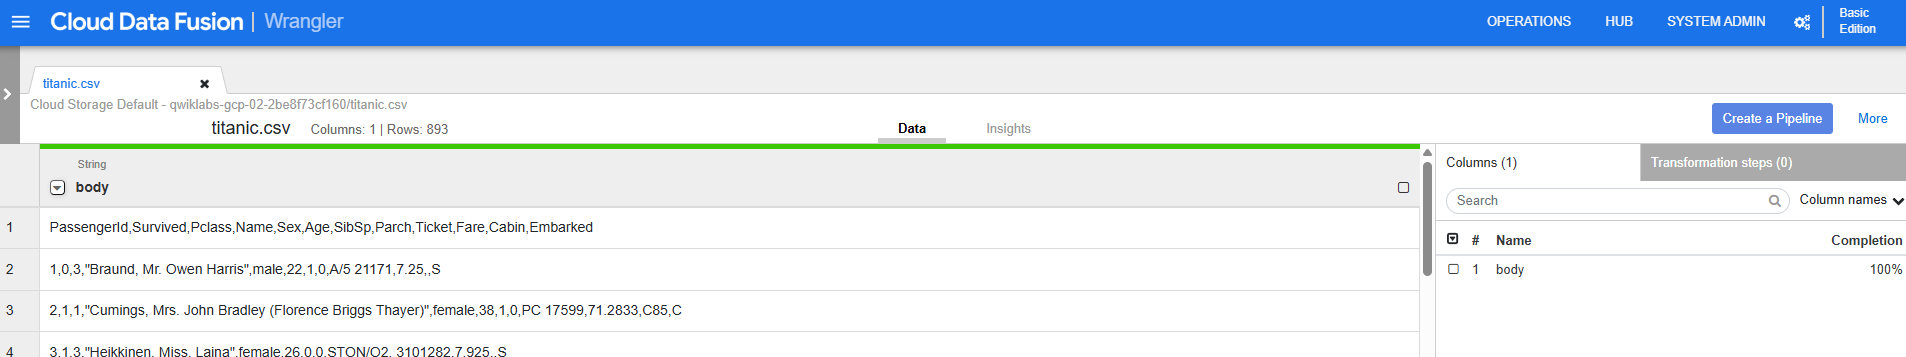 Cloud Data Fusion | Wrangler
OPERATIONS HUB SYSTEM ADMIN Basic Edition
titanic.csv
Cloud Storage Default - qwiklabs-gcp-02-2be8f73cf160/titanic.csv
titanic.csv Columns: 1 | Rows: 893 Data Insights Create a Pipeline More
String
body
Columns (1) Transformation steps (0)
Search Column names
# Name Completion
1 body 100%
1 PassengerId,Survived,Pclass,Name,Sex,Age,SibSp,Parch,Ticket,Fare,Cabin,Embarked
2 1,0,3,"Braund, Mr. Owen Harris",male,22,1,0,A/5 21171,7.25,,S
3 2,1,1,"Cumings, Mrs. John Bradley (Florence Briggs Thayer)",female,38,1,0,PC 17599,71.2833,C85,C
4 3,1,3,"Heikkinen, Miss. Laina",female,26,0,0,STON/O2. 3101282,7.925,,S